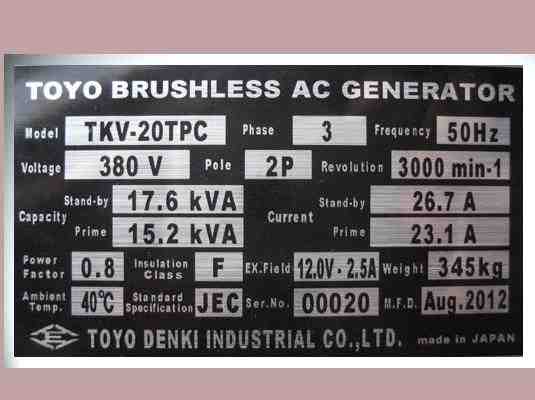 TOYO BRUSHLESS AC GENERATOR
Model TKV-20TPC Phase 3 Frequency 50Hz
Voltage 380 V Pole 2P Revolution 3000 min-1
Capacity Stand-by 17.6 kVA Current Stand-by 26.7 A
Prime 15.2 kVA Prime 23.1 A
Power Factor 0.8 Insulation Class F EX.Field 12.0V - 2.5A Weight 345kg
Ambient Temp. 40℃ Standard Specification JEC Ser.No. 00020 M.F.D. Aug.2012
TOYO DENKI INDUSTRIAL CO.,LTD. made in JAPAN